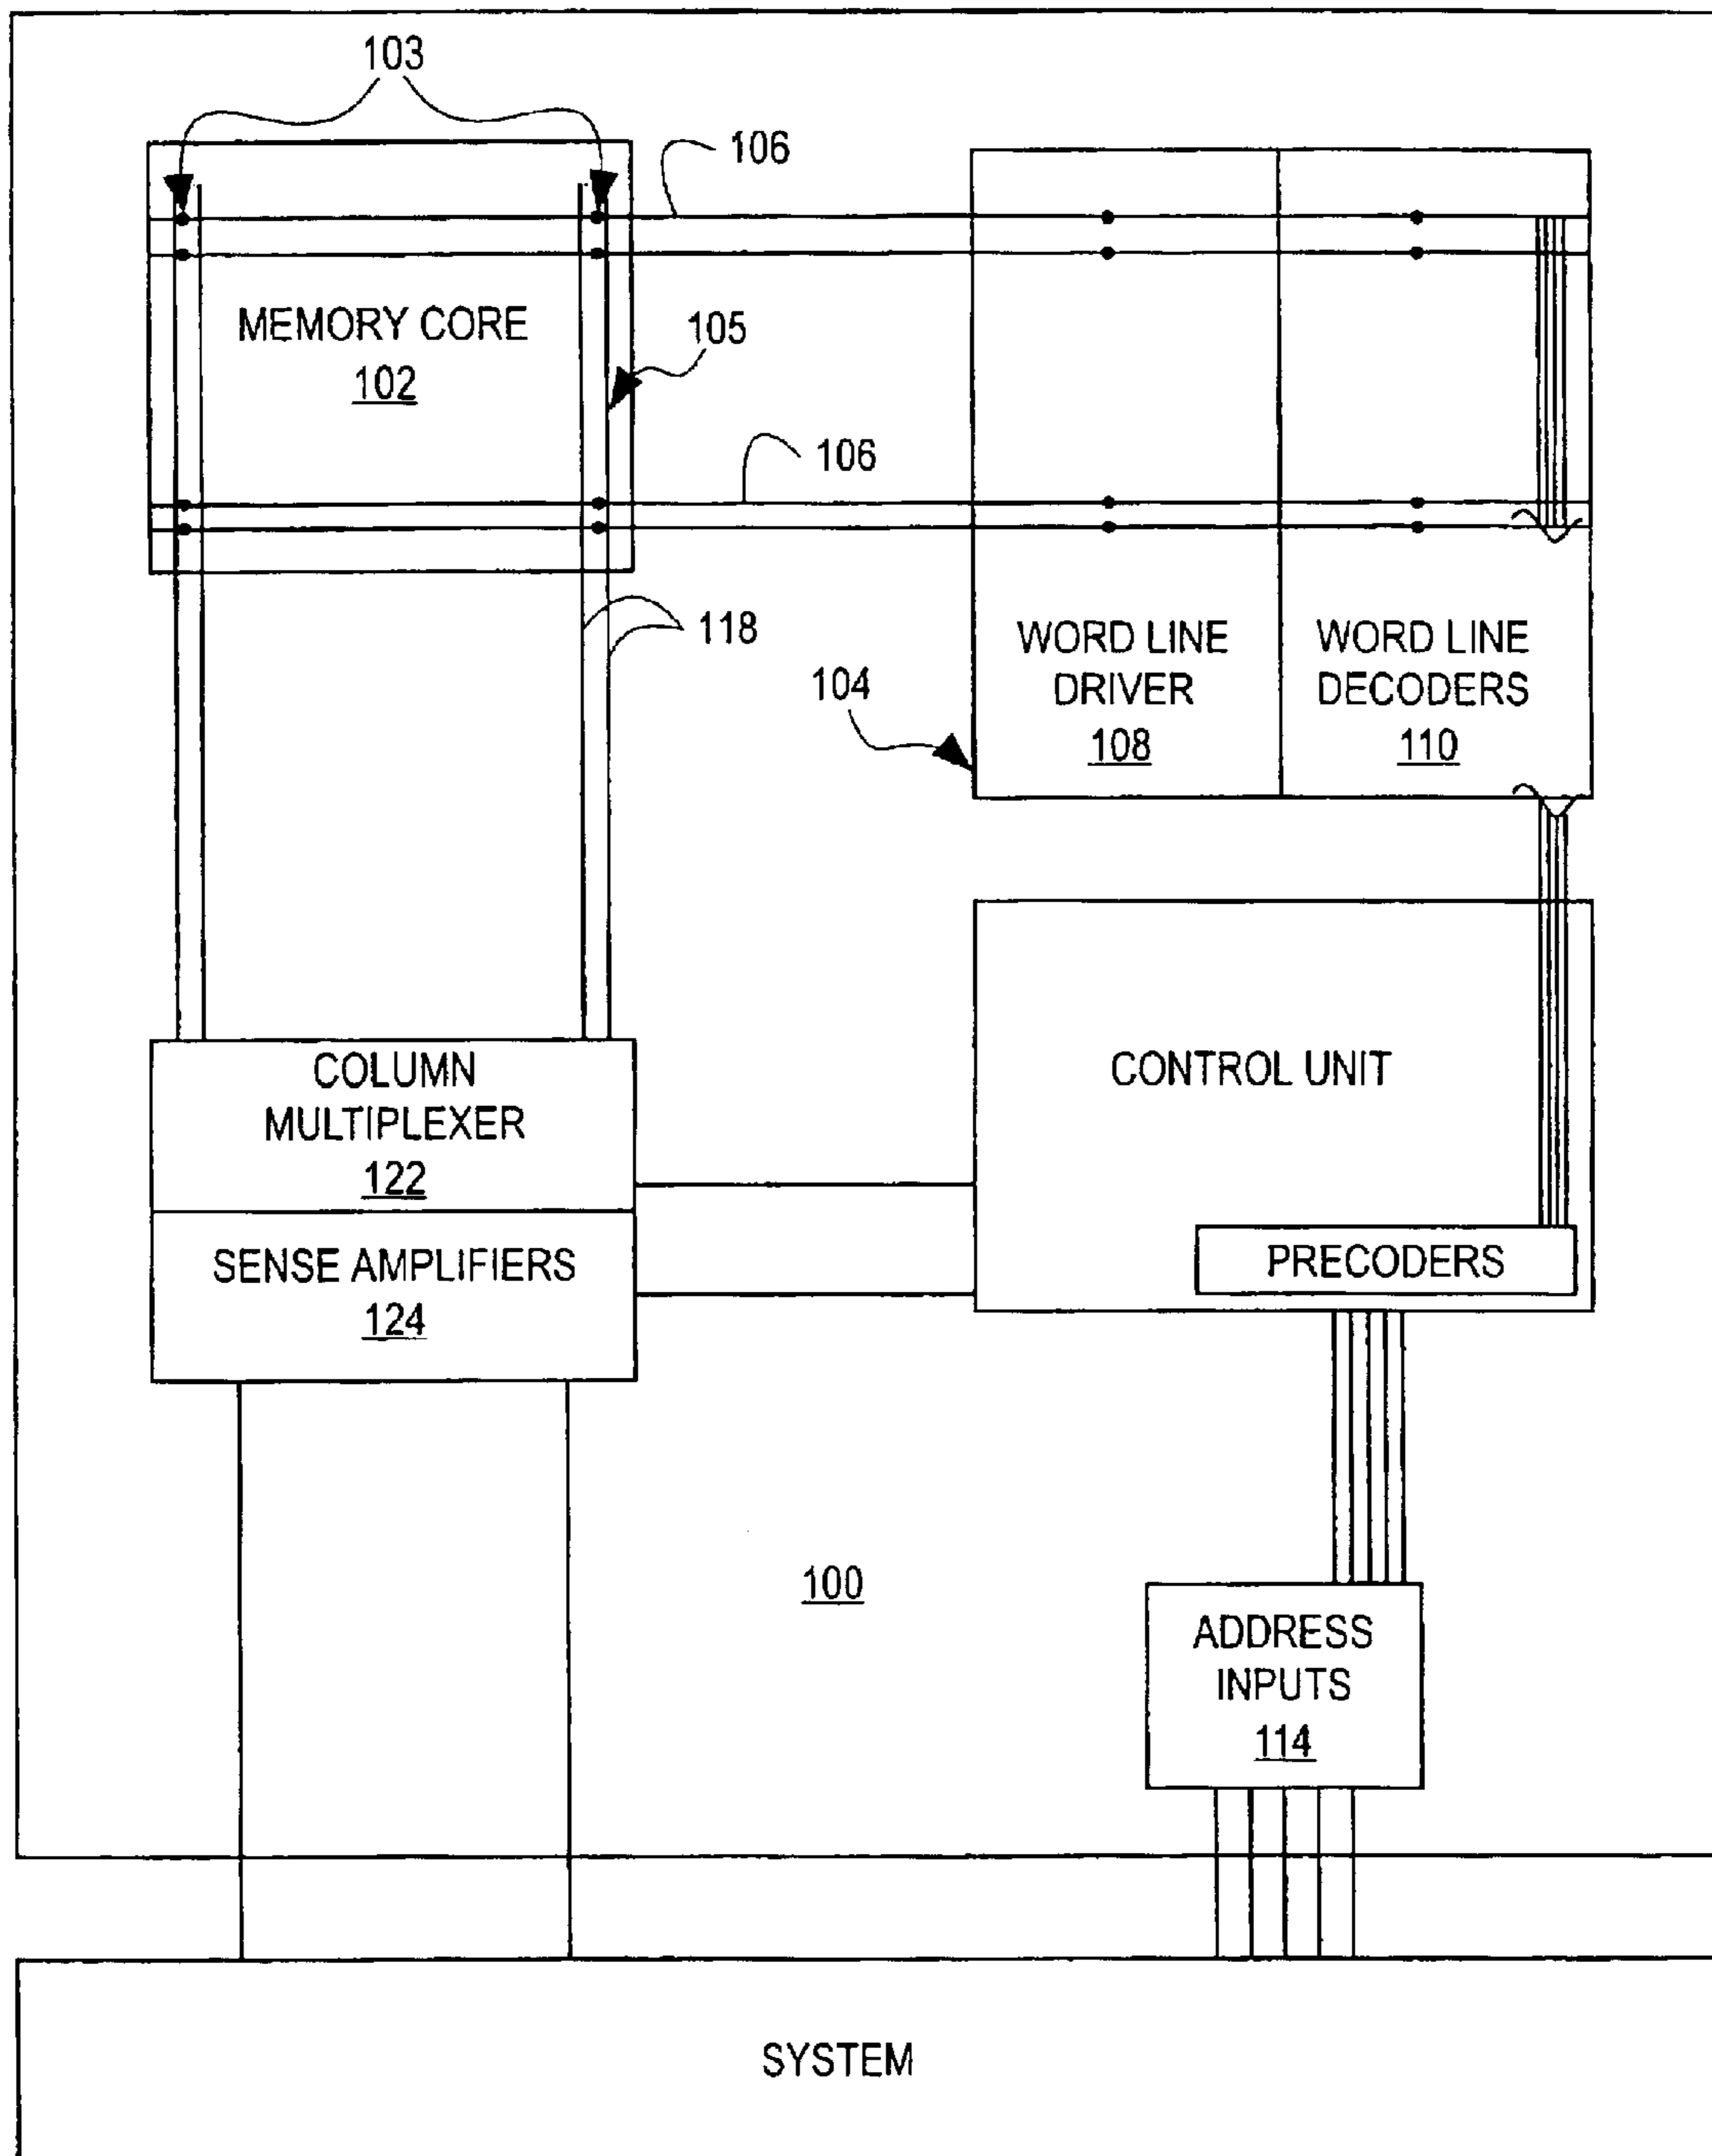 103
106
MEMORY CORE
102
105
106
118
WORD LINE
DRIVER
108
WORD LINE
DECODERS
110
104
COLUMN
MULTIPLEXER
122
CONTROL UNIT
SENSE AMPLIFIERS
124
PRECODERS
100
ADDRESS
INPUTS
114
SYSTEM